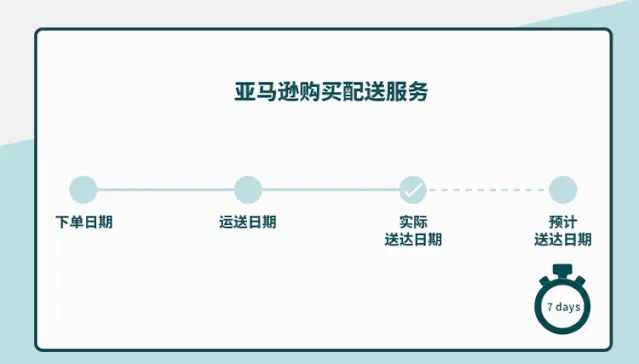 亚马逊购买配送服务
下单日期
运送日期
实际
送达日期
预计
送达日期
7 days